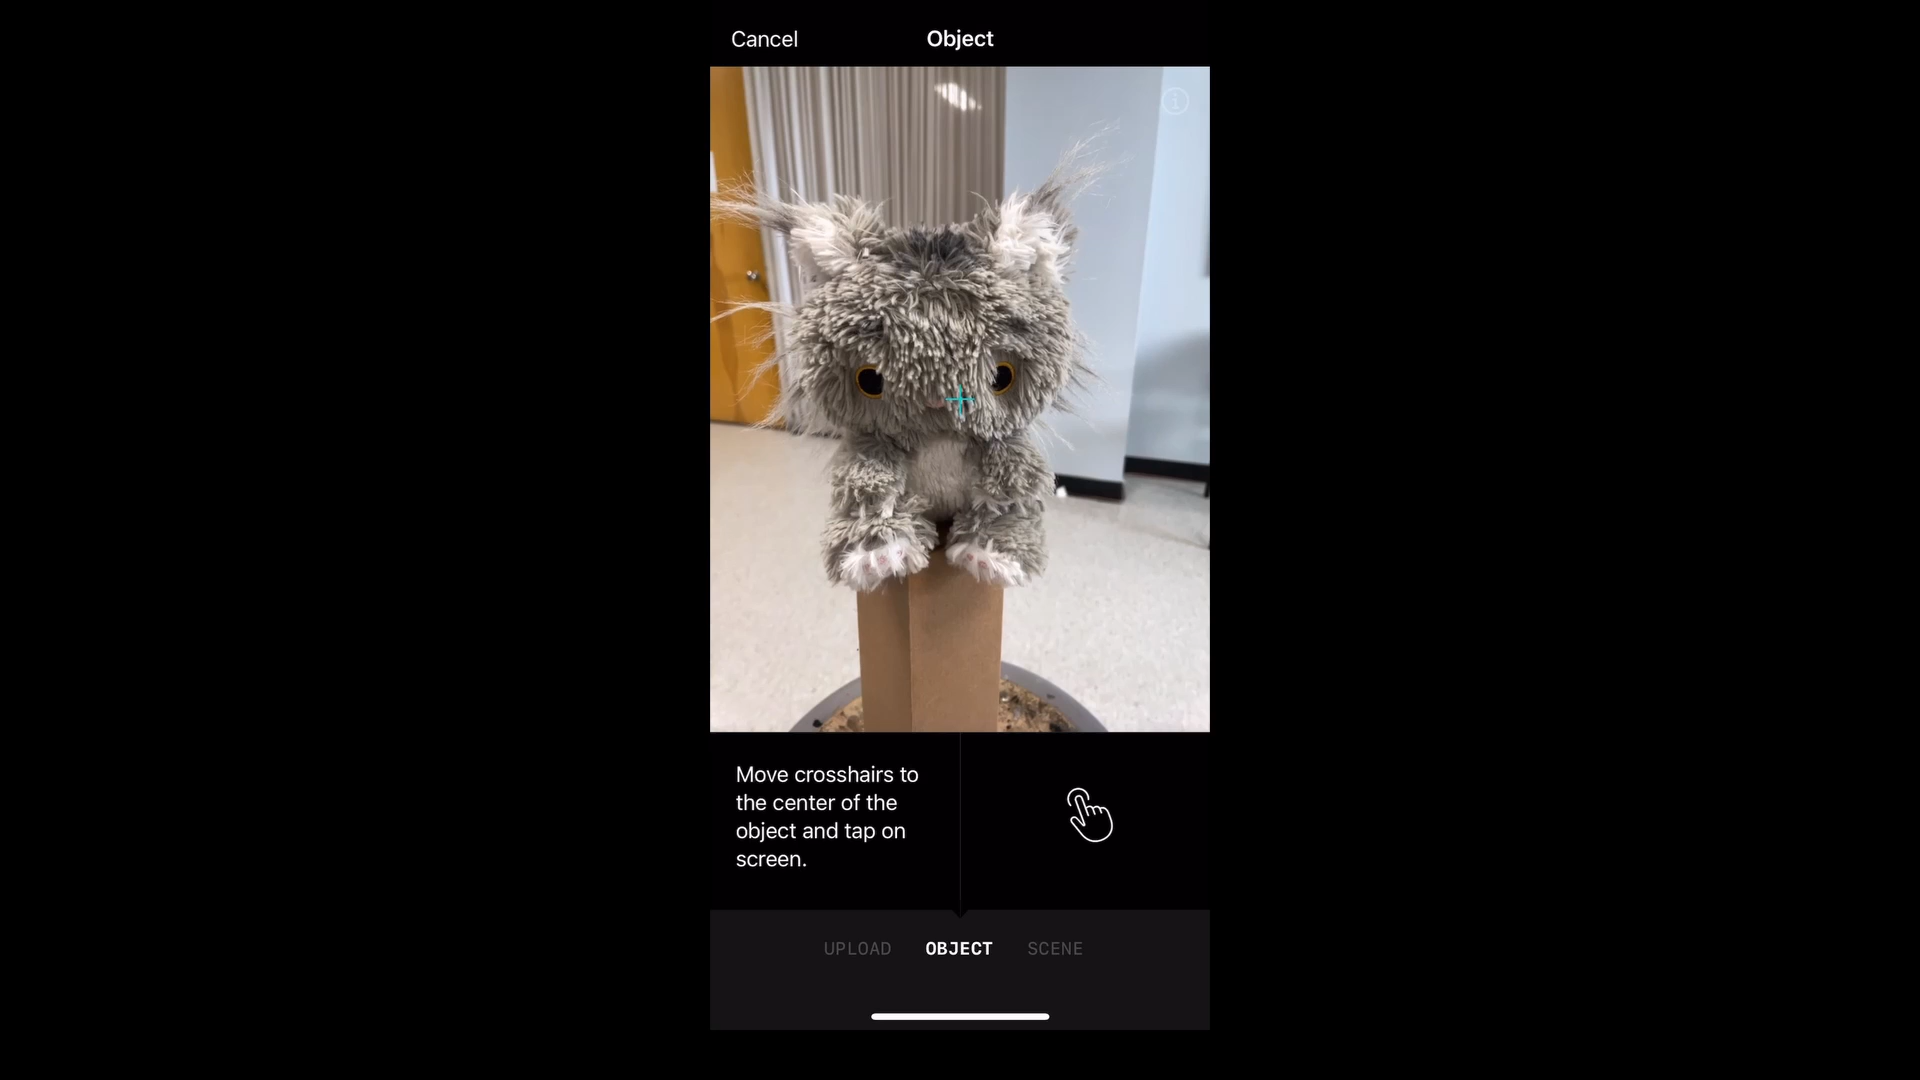 Cancel
Object
Move crosshairs to
the center of the
object and tap on
screen.
UPLOAD OBJECT SCENE